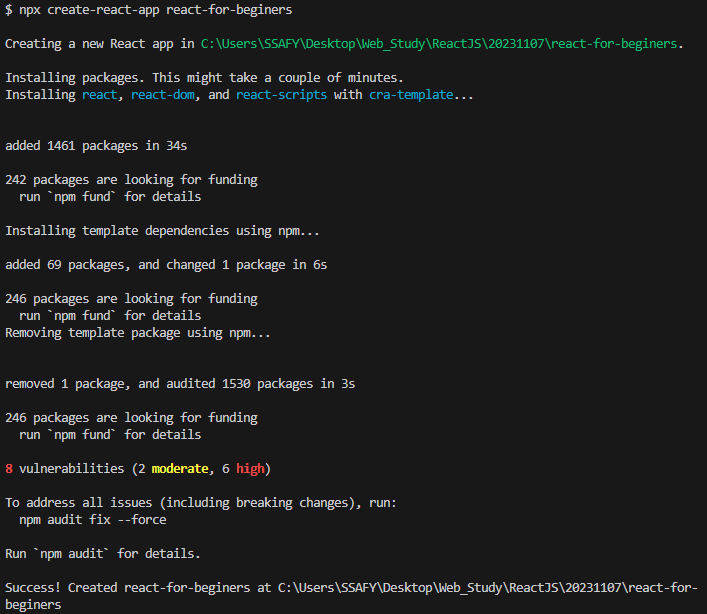 $ npx create-react-app react-for-beginers
Creating a new React app in C:\Users\SSAFY\Desktop\Web_Study\ReactJS\20231107\react-for-beginers.
Installing packages. This might take a couple of minutes.
Installing react, react-dom, and react-scripts with cra-template...
added 1461 packages in 34s
242 packages are looking for funding
  run `npm fund` for details
Installing template dependencies using npm...
added 69 packages, and changed 1 package in 6s
246 packages are looking for funding
  run `npm fund` for details
Removing template package using npm...
removed 1 package, and audited 1530 packages in 3s
246 packages are looking for funding
  run `npm fund` for details
8 vulnerabilities (2 moderate, 6 high)
To address all issues (including breaking changes), run:
  npm audit fix --force
Run `npm audit` for details.
Success! Created react-for-beginers at C:\Users\SSAFY\Desktop\Web_Study\ReactJS\20231107\react-for-
beginers